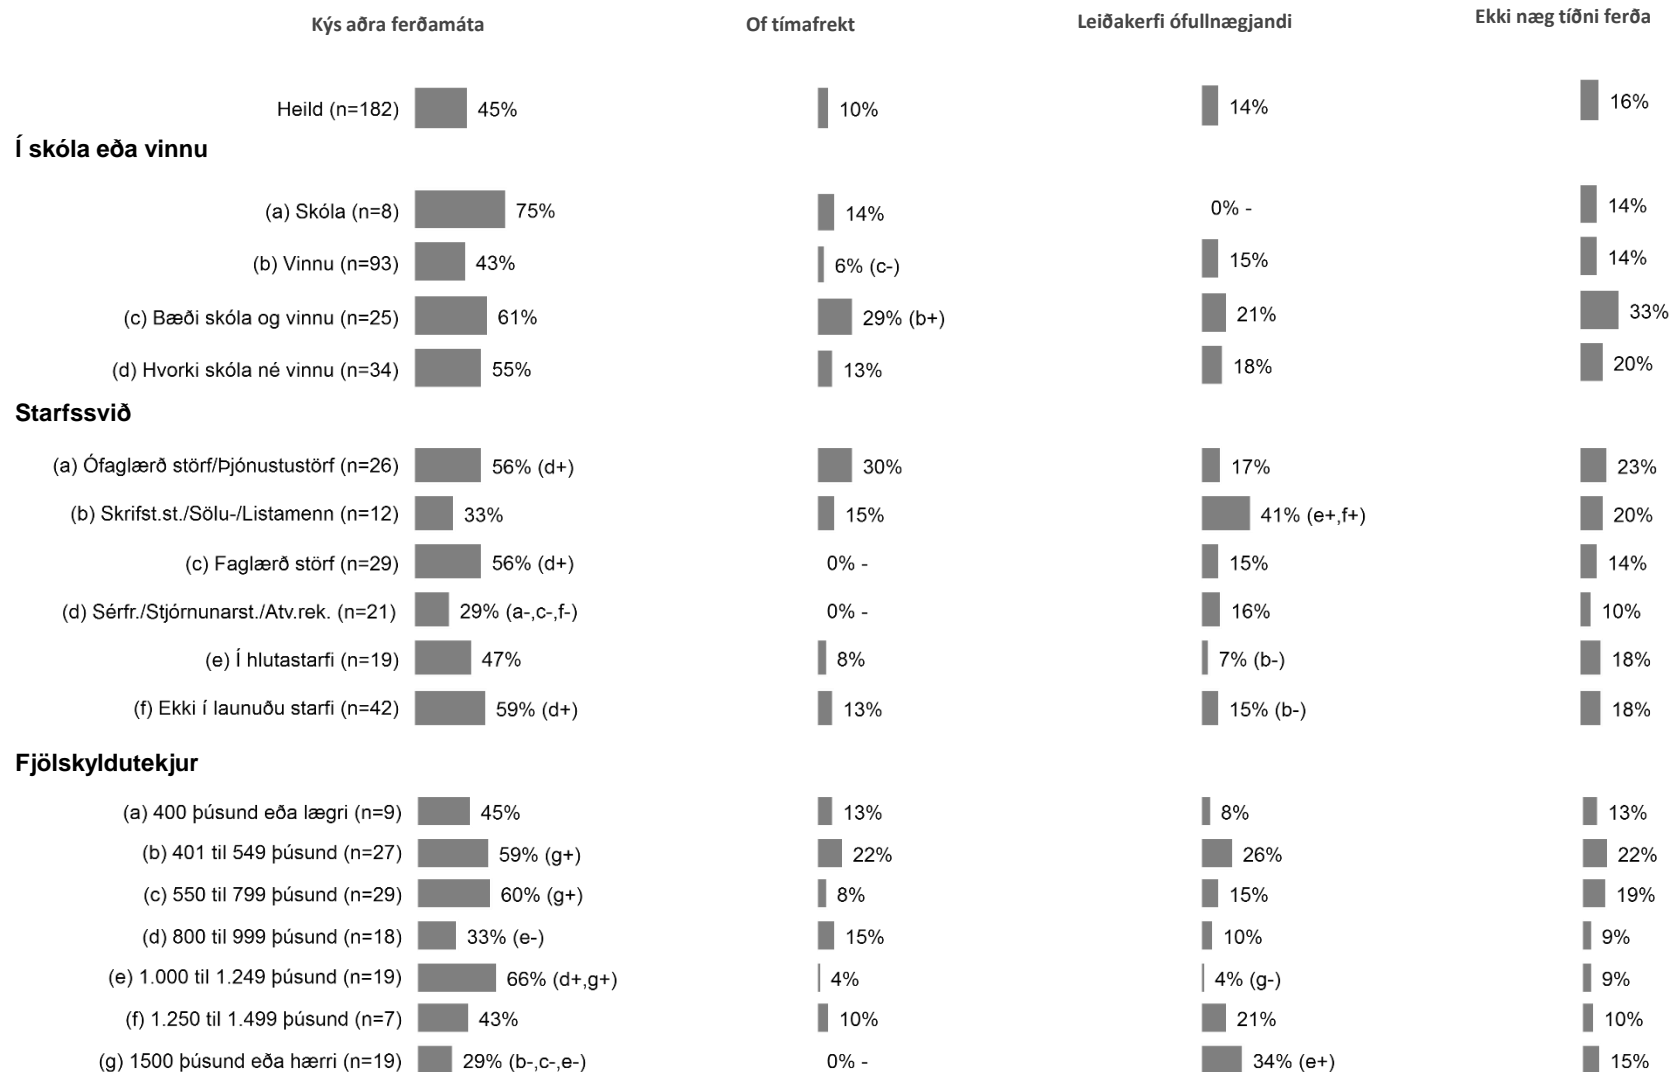 Kýs aðra ferðamáta Of tímafrekt Leiðakerfi ófullnægjandi Ekki næg tíðni ferða
Heild (n=182) 45% 10% 14% 16%
Í skóla eða vinnu
(a) Skóla (n=8) 75% 14% 0% - 14%
(b) Vinnu (n=93) 43% 6% (c-) 15% 14%
(c) Bæði skóla og vinnu (n=25) 61% 29% (b+) 21% 33%
(d) Hvorki skóla né vinnu (n=34) 55% 13% 18% 20%
Starfssvið
(a) Ófaglærð störf/Þjónustustörf (n=26) 56% (d+) 30% 17% 23%
(b) Skrifst.st./Sölu-/Listamenn (n=12) 33% 15% 41% (e+,f+) 20%
(c) Faglærð störf (n=29) 56% (d+) 0% - 15% 14%
(d) Sérfr./Stjórnunarst./Atv.rek. (n=21) 29% (a-,c-,f-) 0% - 16% 10%
(e) Í hlutastarfi (n=19) 47% 8% 7% (b-) 18%
(f) Ekki í launuðu starfi (n=42) 59% (d+) 13% 15% (b-) 18%
Fjölskyldutekjur
(a) 400 þúsund eða lægri (n=9) 45% 13% 8% 13%
(b) 401 til 549 þúsund (n=27) 59% (g+) 22% 26% 22%
(c) 550 til 799 þúsund (n=29) 60% (g+) 8% 15% 19%
(d) 800 til 999 þúsund (n=18) 33% (e-) 15% 10% 9%
(e) 1.000 til 1.249 þúsund (n=19) 66% (d+,g+) 4% 4% (g-) 9%
(f) 1.250 til 1.499 þúsund (n=7) 43% 10% 21% 10%
(g) 1500 þúsund eða hærri (n=19) 29% (b-,c-,e-) 0% - 34% (e+) 15%